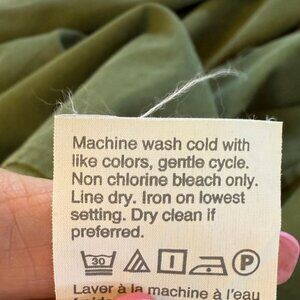 Machine wash cold with
like colors, gentle cycle.
Non chlorine bleach only.
Line dry. Iron on lowest
setting. Dry clean if
preferred.
30 P
Laver à la machine à l'eau